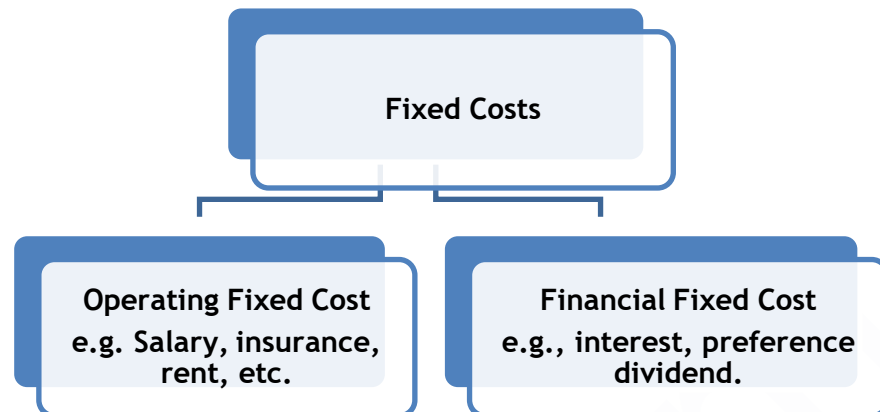 Fixed Costs
Operating Fixed Cost
e.g. Salary, insurance,
rent, etc.
Financial Fixed Cost
e.g., interest, preference
dividend.